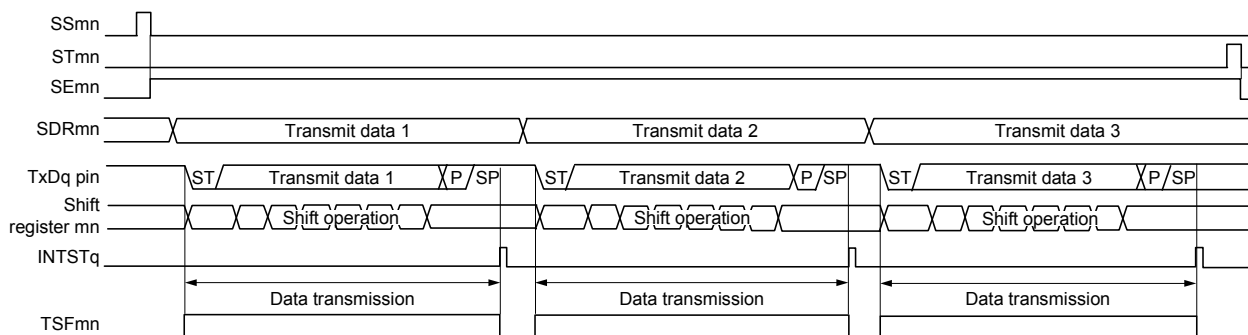 SSmn
STmn
SEmn
SDRmn Transmit data 1 Transmit data 2 Transmit data 3
TxDq pin ST Transmit data 1 P SP ST Transmit data 2 P SP ST Transmit data 3 P SP
Shift
register mn Shift operation Shift operation Shift operation
INTSTq
Data transmission Data transmission Data transmission
TSFmn